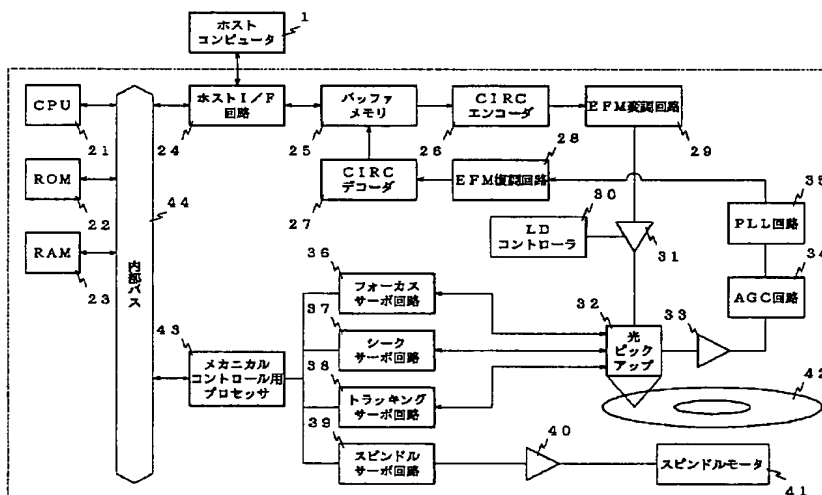 ホスト
コンピュータ
1
CPU
21
ROM
22
RAM
23
内部バス
44
ホストI/F
回路
24
バッファ
メモリ
25
CIRC
エンコーダ
26
EFM変調回路
29
CIRC
デコーダ
27
EFM復調回路
28
LD
コントローラ
30
31
PLL回路
35
AGC回路
34
フォーカス
サーボ回路
36
シーク
サーボ回路
37
トラッキング
サーボ回路
38
スピンドル
サーボ回路
39
メカニカル
コントロール用
プロセッサ
43
光
ピック
アップ
32
33
42
40
スピンドルモータ
41